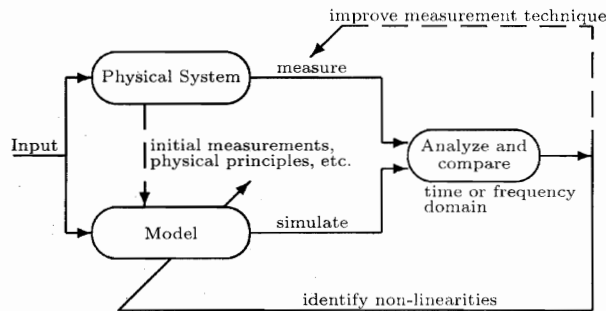 improve measurement technique
Physical System
measure
Input
initial measurements,
physical principles, etc.
Analyze and
compare
time or frequency
domain
Model
simulate
identify non-linearities